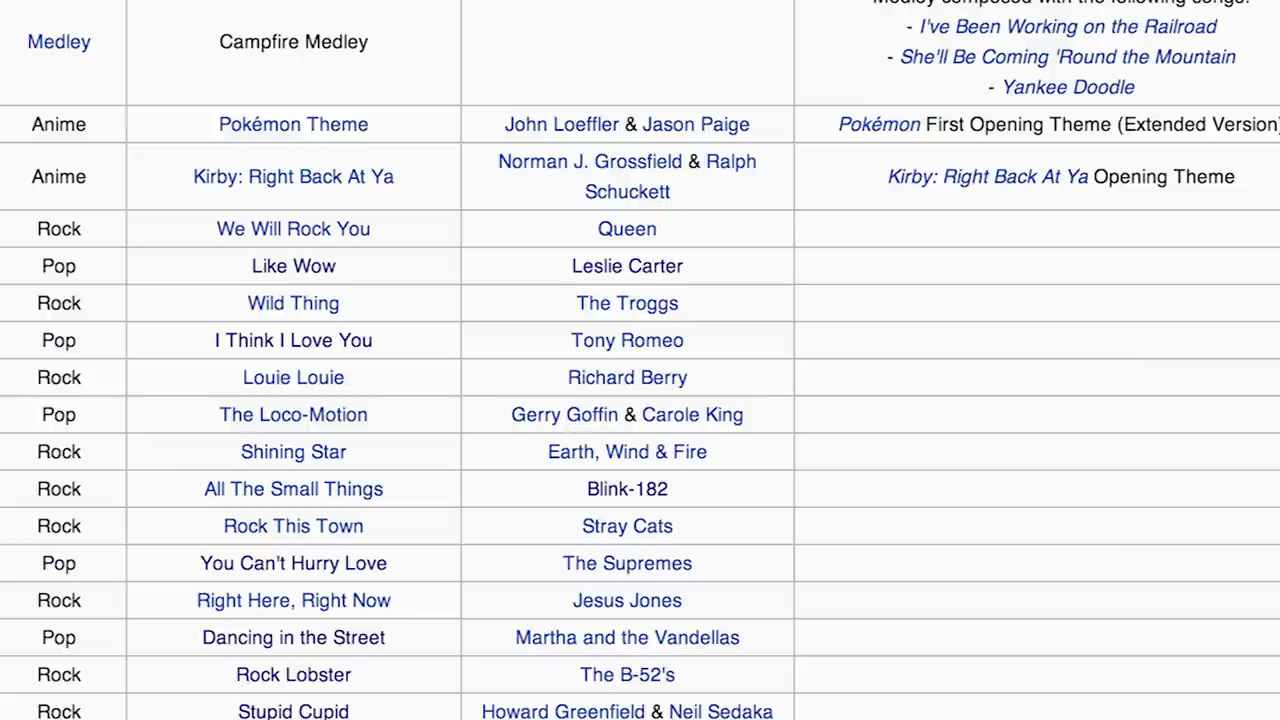 Medley composed with the following songs:
- I've Been Working on the Railroad
Medley Campfire Medley
- She'll Be Coming 'Round the Mountain
- Yankee Doodle
Anime Pokémon Theme John Loeffler & Jason Paige Pokémon First Opening Theme (Extended Version)
Anime Kirby: Right Back At Ya Norman J. Grossfield & Ralph Schuckett Kirby: Right Back At Ya Opening Theme
Rock We Will Rock You Queen
Pop Like Wow Leslie Carter
Rock Wild Thing The Troggs
Pop I Think I Love You Tony Romeo
Rock Louie Louie Richard Berry
Pop The Loco-Motion Gerry Goffin & Carole King
Rock Shining Star Earth, Wind & Fire
Rock All The Small Things Blink-182
Rock Rock This Town Stray Cats
Pop You Can't Hurry Love The Supremes
Rock Right Here, Right Now Jesus Jones
Pop Dancing in the Street Martha and the Vandellas
Rock Rock Lobster The B-52's
Rock Stupid Cupid Howard Greenfield & Neil Sedaka